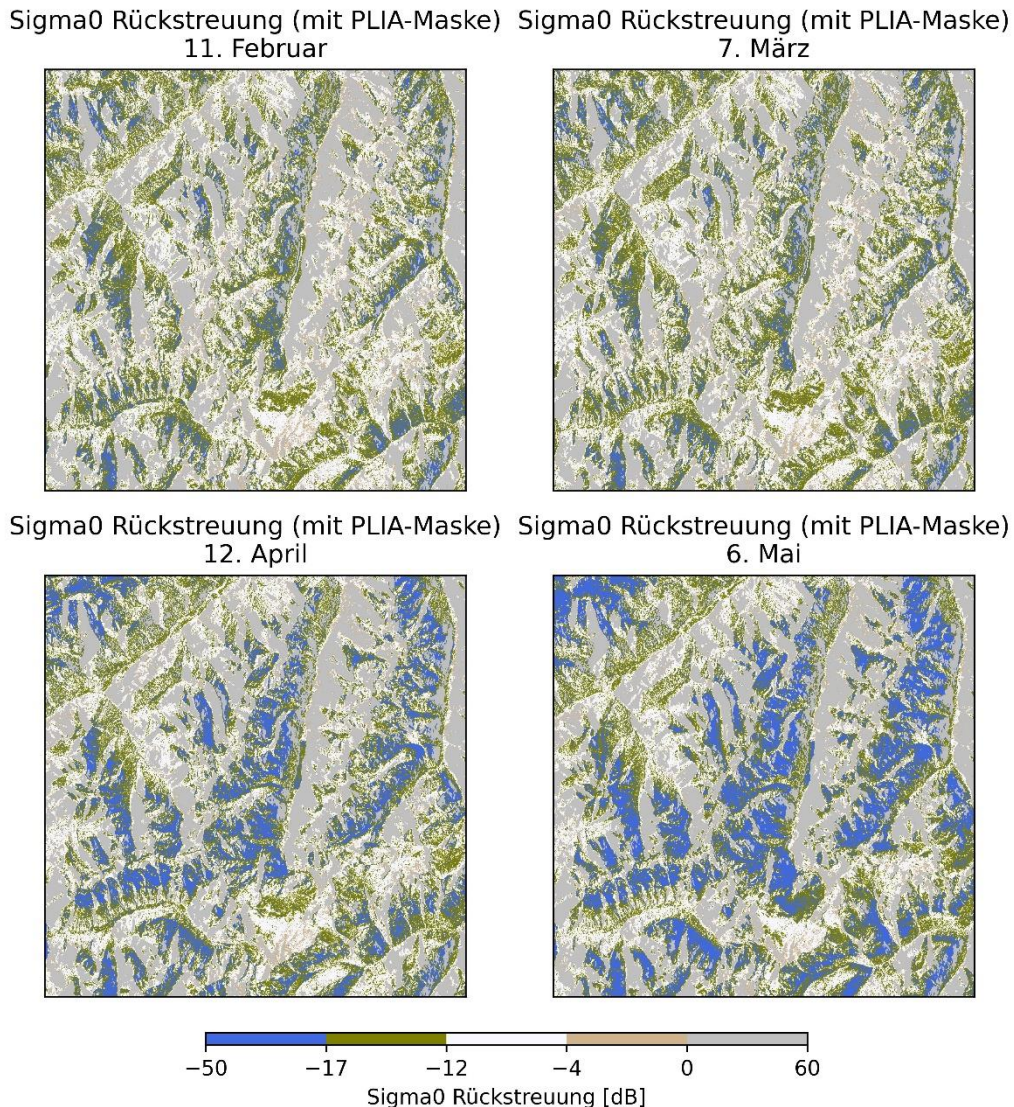 Sigma0 Rückstreuung (mit PLIA-Maske)
11. Februar
Sigma0 Rückstreuung (mit PLIA-Maske)
7. März
Sigma0 Rückstreuung (mit PLIA-Maske)
12. April
Sigma0 Rückstreuung (mit PLIA-Maske)
6. Mai
−50 −17 −12 −4 0 60
Sigma0 Rückstreuung [dB]